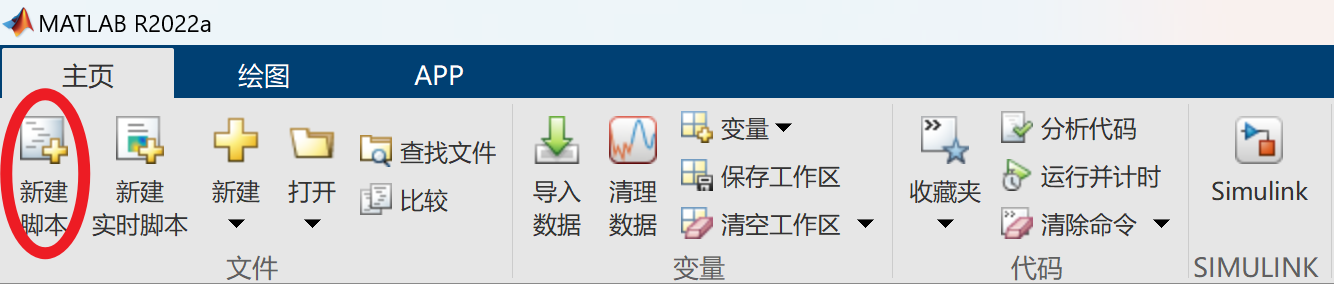 MATLAB R2022a
主页
绘图
APP
新建
脚本
新建
实时脚本
新建
打开
查找文件
比较
文件
导入
数据
清理
数据
变量
保存工作区
清空工作区
变量
收藏夹
分析代码
运行并计时
清除命令
代码
Simulink
SIMULINK